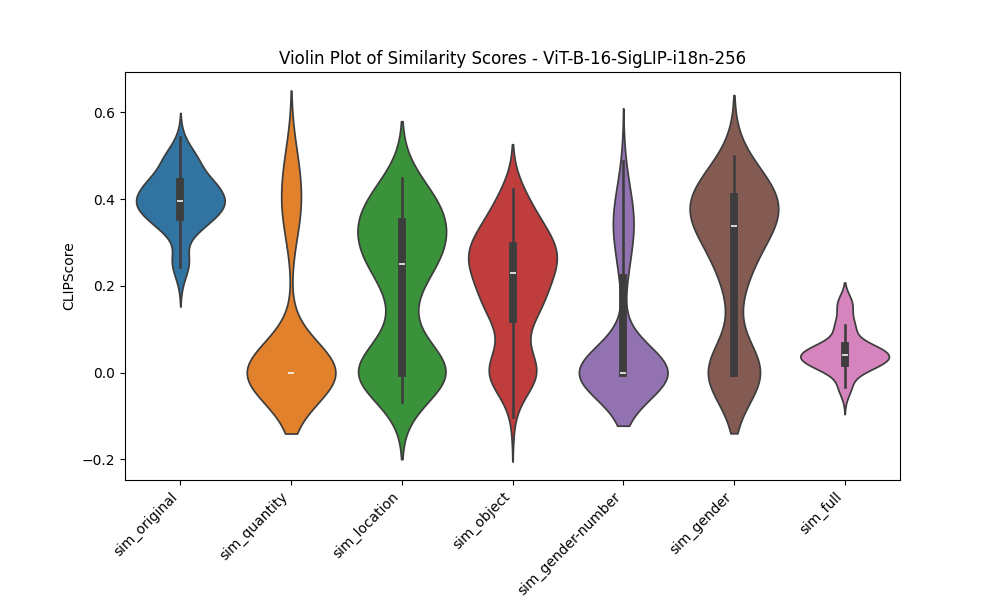 Violin Plot of Similarity Scores - ViT-B-16-SigLIP-i18n-256
CLIPScore
0.6
0.4
0.2
0.0
−0.2
sim_original
sim_quantity
sim_location
sim_object
sim_gender-number
sim_gender
sim_full